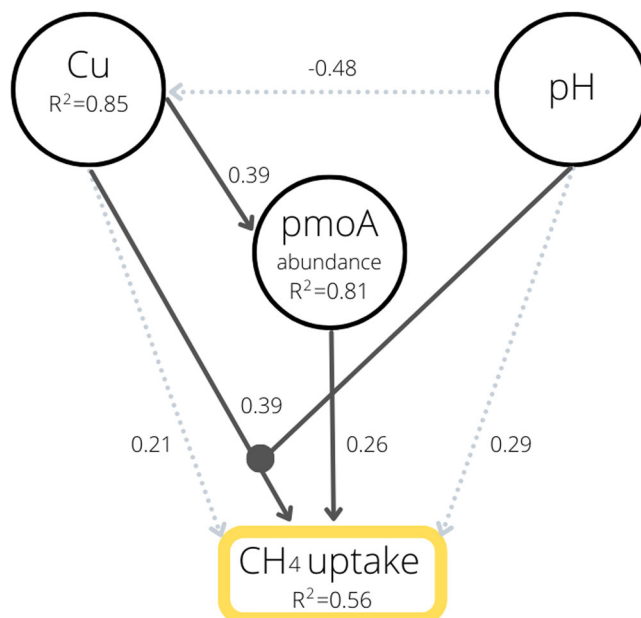 Cu
R²=0.85
-0.48
pH
0.39
pmoA
abundance
R²=0.81
0.39
0.21
0.26
0.29
CH₄ uptake
R²=0.56